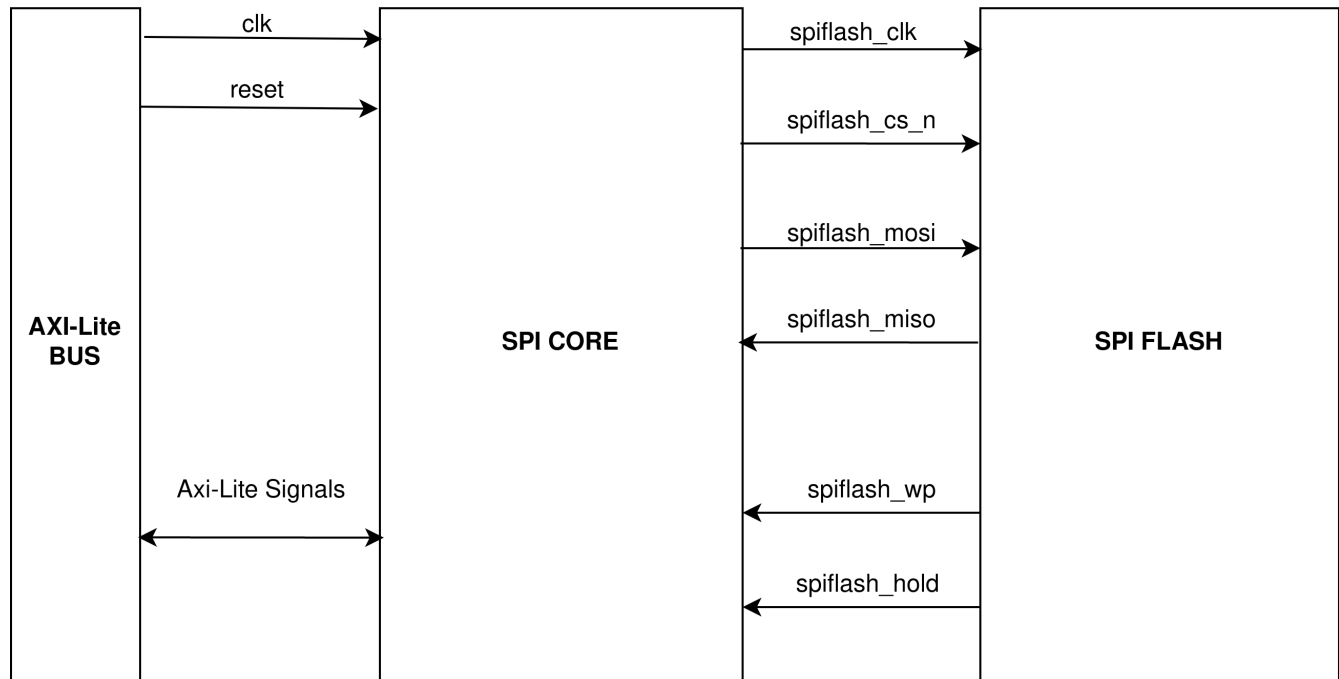 clk
reset
AXI-Lite
BUS
Axi-Lite Signals
SPI CORE
spiflash_clk
spiflash_cs_n
spiflash_mosi
spiflash_miso
spiflash_wp
spiflash_hold
SPI FLASH